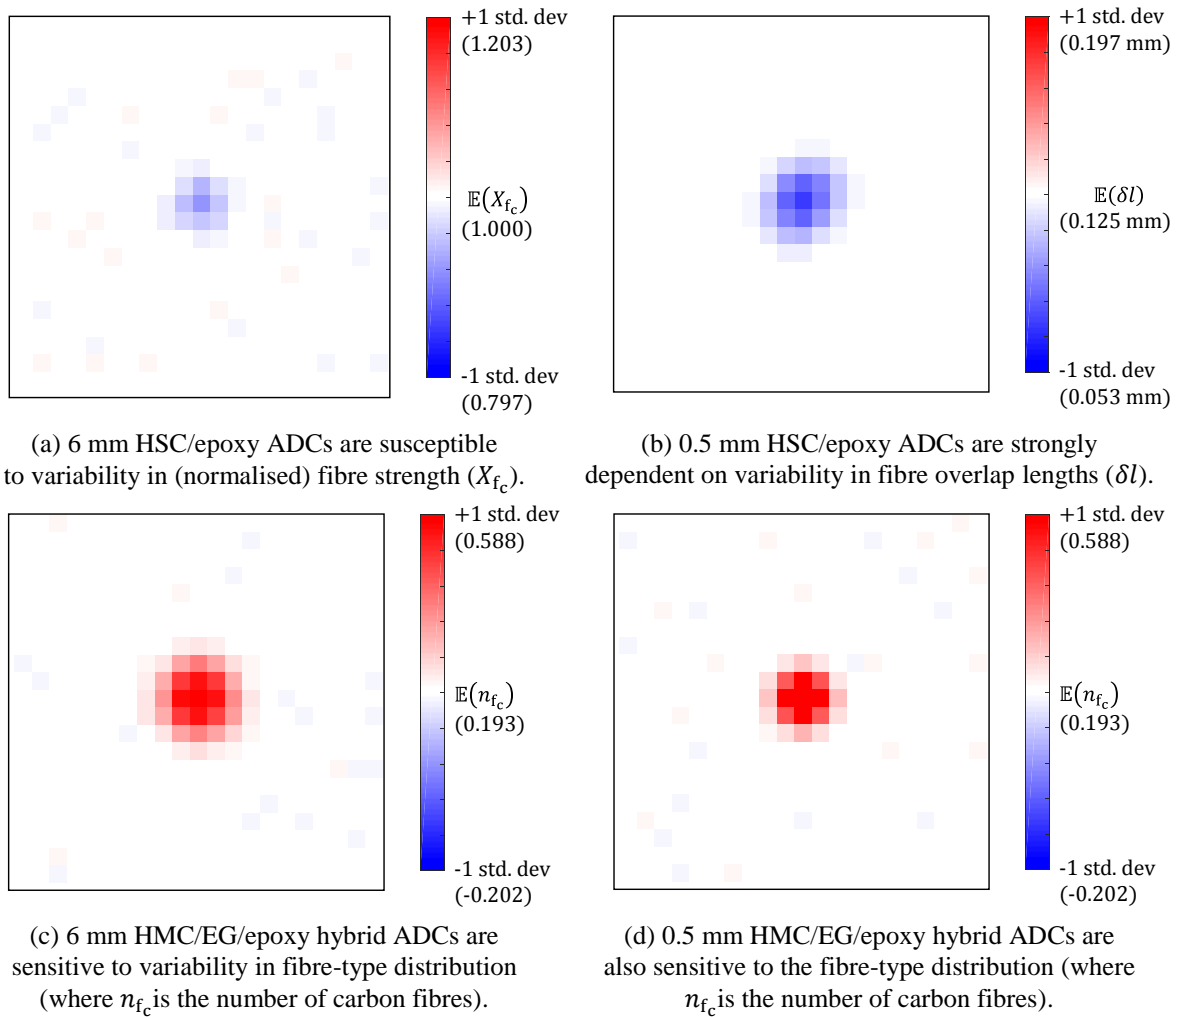 +1 std. dev
(1.203)
𝔼(X_fc)
(1.000)
-1 std. dev
(0.797)
(a) 6 mm HSC/epoxy ADCs are susceptible
to variability in (normalised) fibre strength (X_fc).
+1 std. dev
(0.197 mm)
𝔼(δl)
(0.125 mm)
-1 std. dev
(0.053 mm)
(b) 0.5 mm HSC/epoxy ADCs are strongly
dependent on variability in fibre overlap lengths (δl).
+1 std. dev
(0.588)
𝔼(n_fc)
(0.193)
-1 std. dev
(-0.202)
(c) 6 mm HMC/EG/epoxy hybrid ADCs are
sensitive to variability in fibre-type distribution
(where n_fc is the number of carbon fibres).
+1 std. dev
(0.588)
𝔼(n_fc)
(0.193)
-1 std. dev
(-0.202)
(d) 0.5 mm HMC/EG/epoxy hybrid ADCs are
also sensitive to the fibre-type distribution (where
n_fc is the number of carbon fibres).